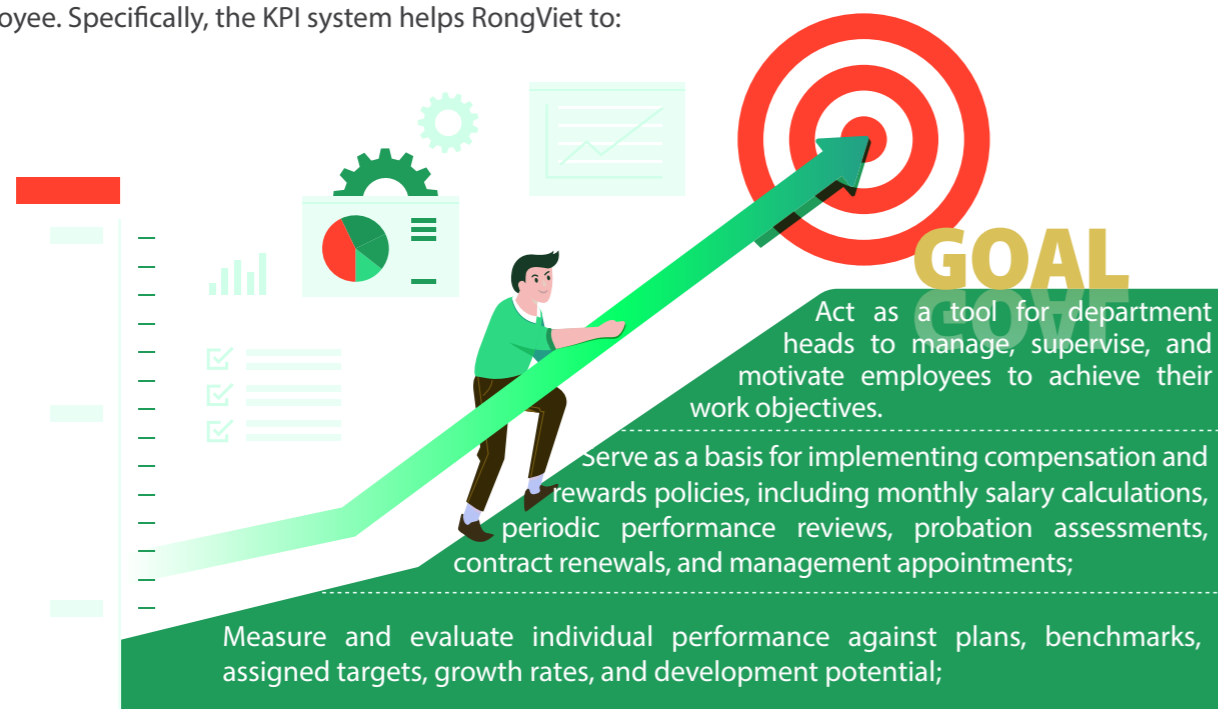 oyee. Specifically, the KPI system helps RongViet to:
GOAL
Act as a tool for department
heads to manage, supervise, and
motivate employees to achieve their
work objectives.
Serve as a basis for implementing compensation and
rewards policies, including monthly salary calculations,
periodic performance reviews, probation assessments,
contract renewals, and management appointments;
Measure and evaluate individual performance against plans, benchmarks,
assigned targets, growth rates, and development potential;